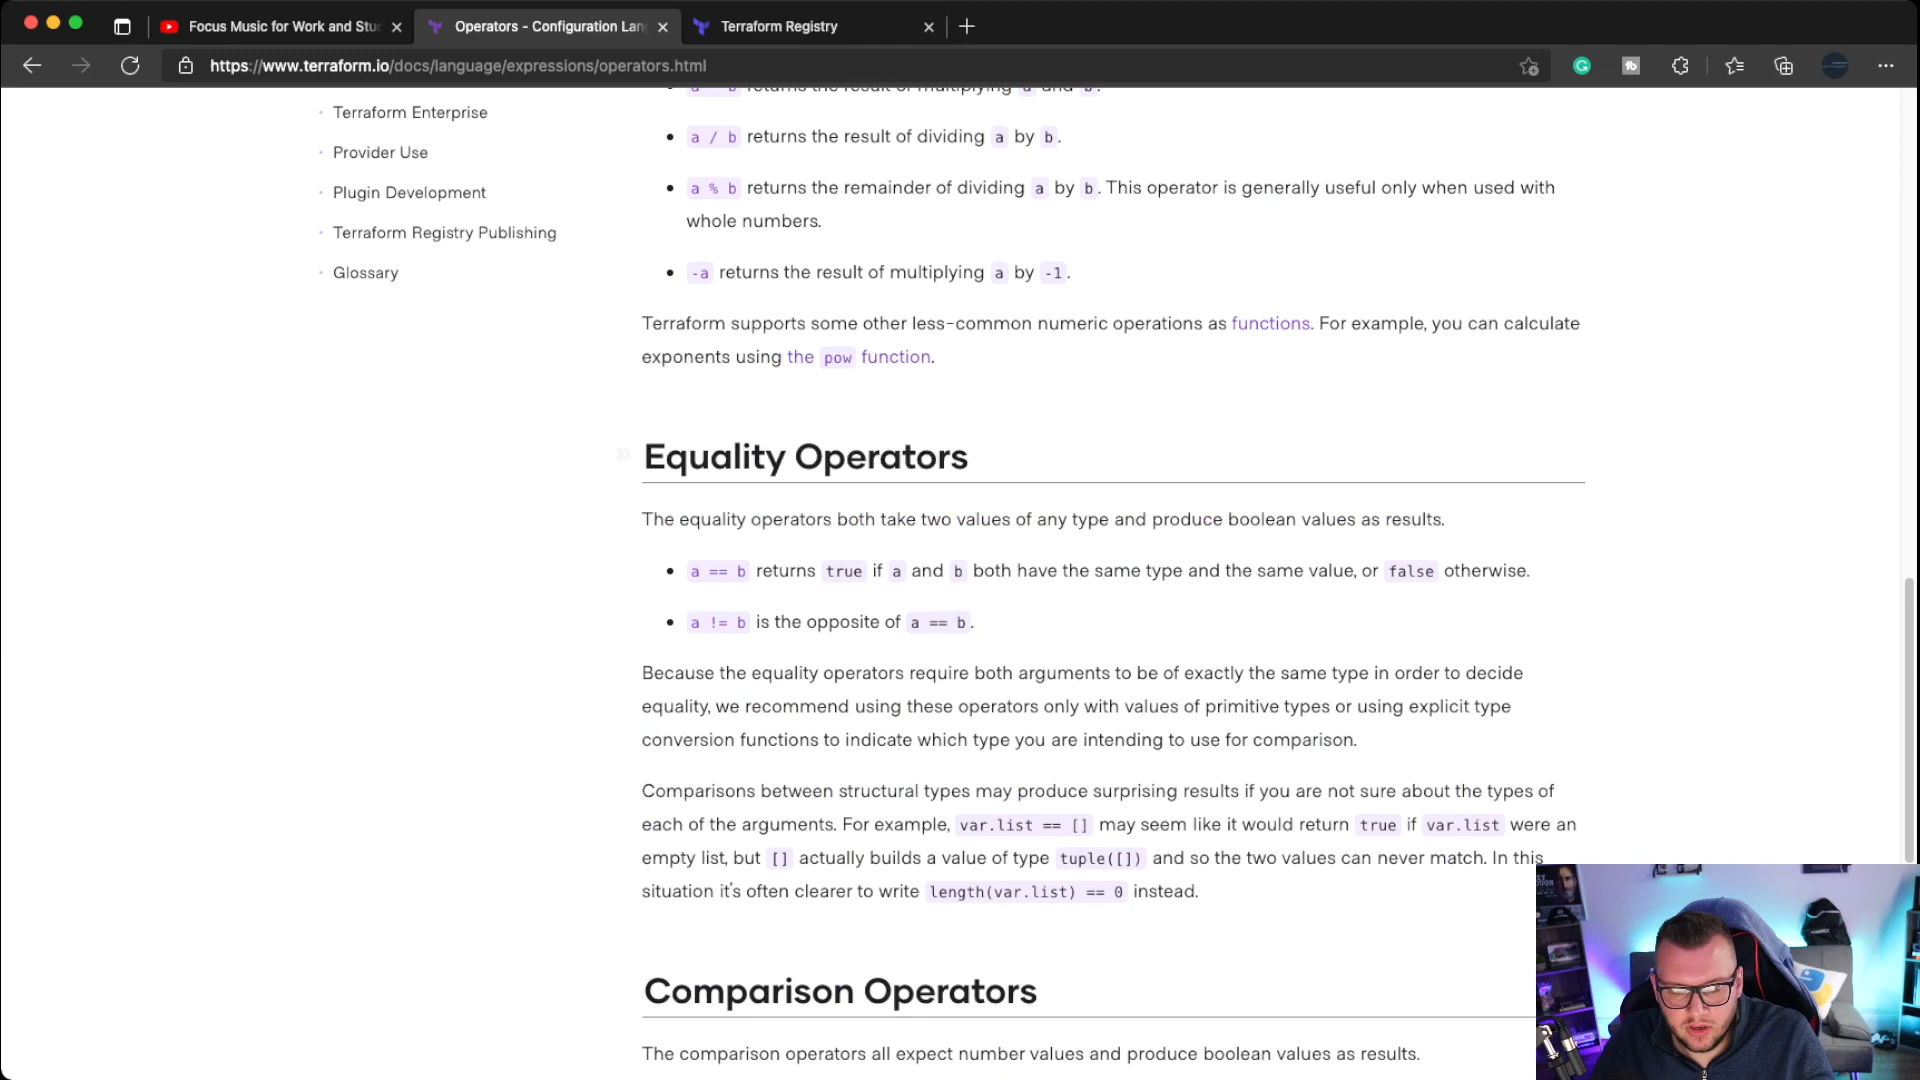 Focus Music for Work and Stu
Operators - Configuration Lan
Terraform Registry
https://www.terraform.io/docs/language/expressions/operators.html
a * b returns the result of multiplying a and b.
Terraform Enterprise
Provider Use
Plugin Development
Terraform Registry Publishing
Glossary
a / b returns the result of dividing a by b.
a % b returns the remainder of dividing a by b. This operator is generally useful only when used with
whole numbers.
-a returns the result of multiplying a by -1.
Terraform supports some other less-common numeric operations as functions. For example, you can calculate
exponents using the pow function.
» Equality Operators
The equality operators both take two values of any type and produce boolean values as results.
a == b returns true if a and b both have the same type and the same value, or false otherwise.
a != b is the opposite of a == b.
Because the equality operators require both arguments to be of exactly the same type in order to decide
equality, we recommend using these operators only with values of primitive types or using explicit type
conversion functions to indicate which type you are intending to use for comparison.
Comparisons between structural types may produce surprising results if you are not sure about the types of
each of the arguments. For example, var.list == [] may seem like it would return true if var.list were an
empty list, but [] actually builds a value of type tuple([]) and so the two values can never match. In this
situation it's often clearer to write length(var.list) == 0 instead.
Comparison Operators
The comparison operators all expect number values and produce boolean values as results.